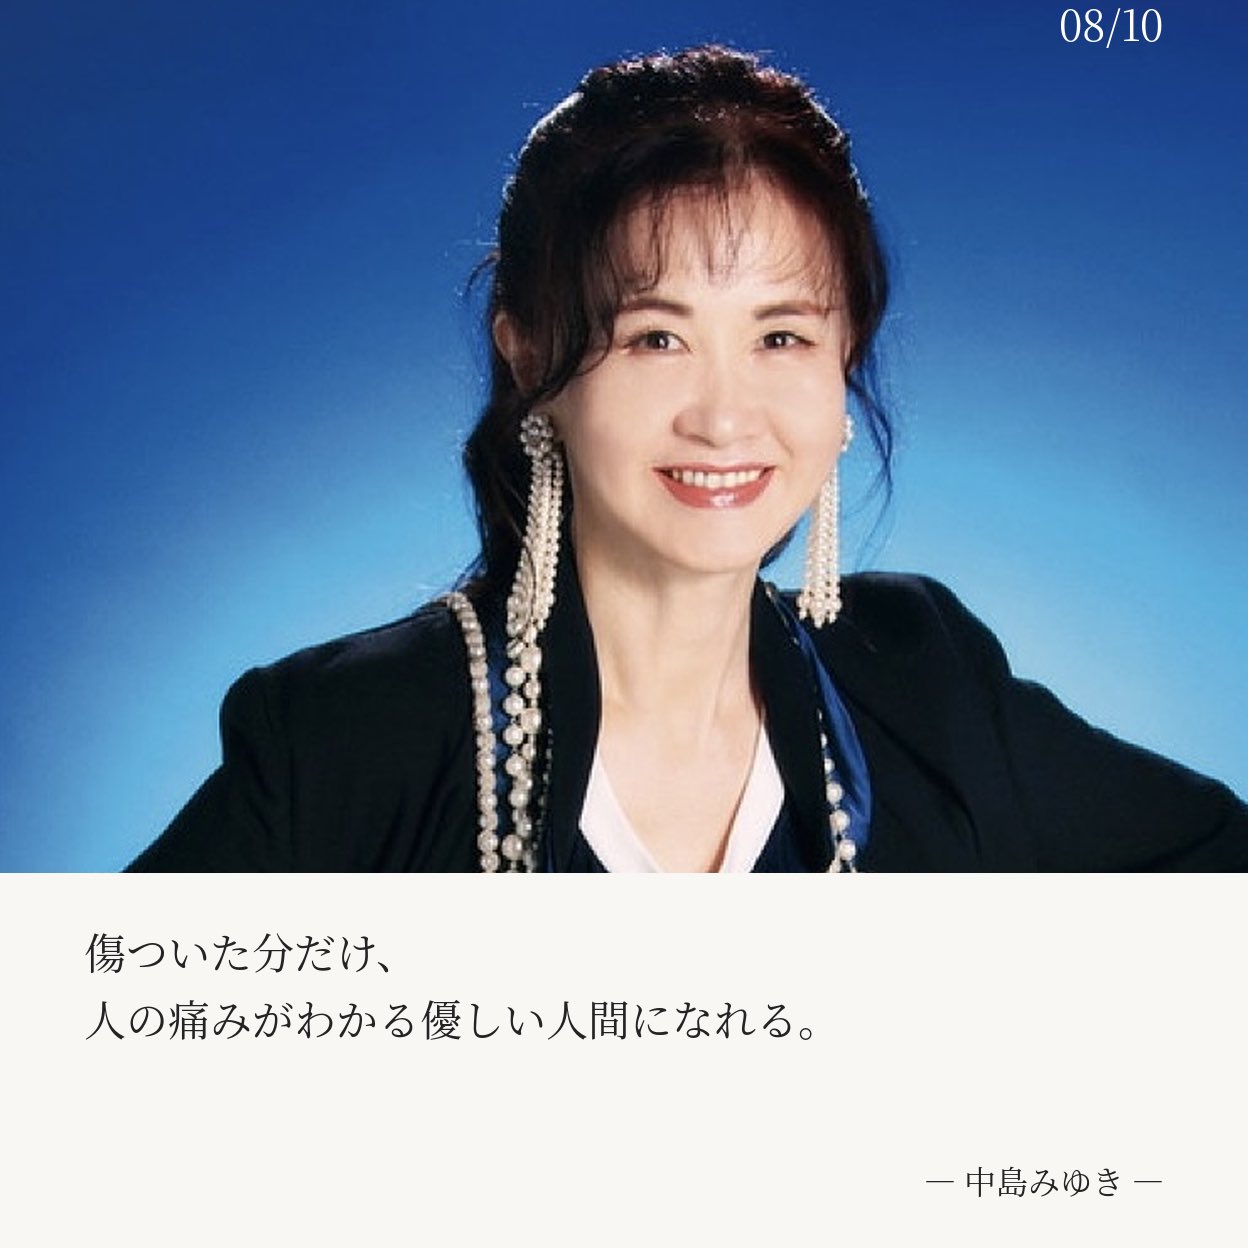 08/10
傷ついた分だけ、
人の痛みがわかる優しい人間になれる。
— 中島みゆき —